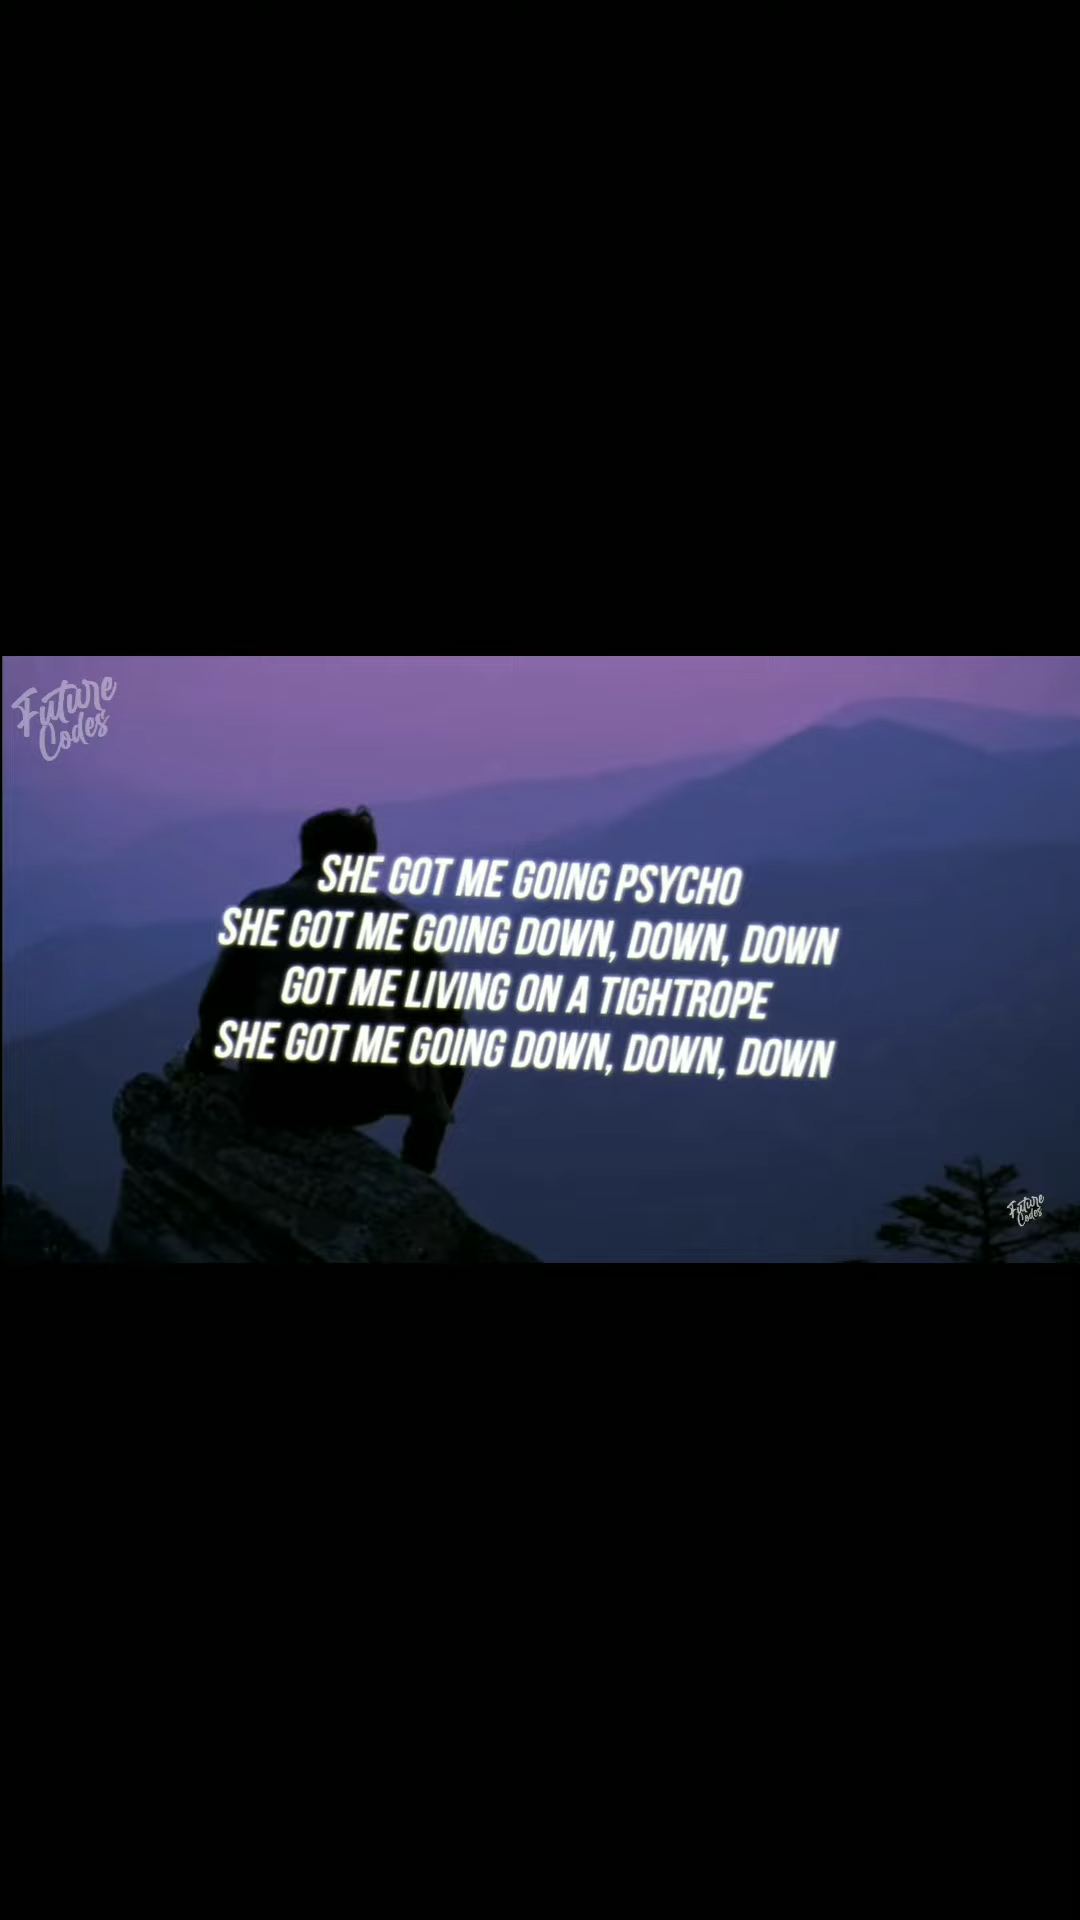 Future
Codes
SHE GOT ME GOING PSYCHO
SHE GOT ME GOING DOWN, DOWN, DOWN
GOT ME LIVING ON A TIGHTROPE
SHE GOT ME GOING DOWN, DOWN, DOWN
Future
Codes